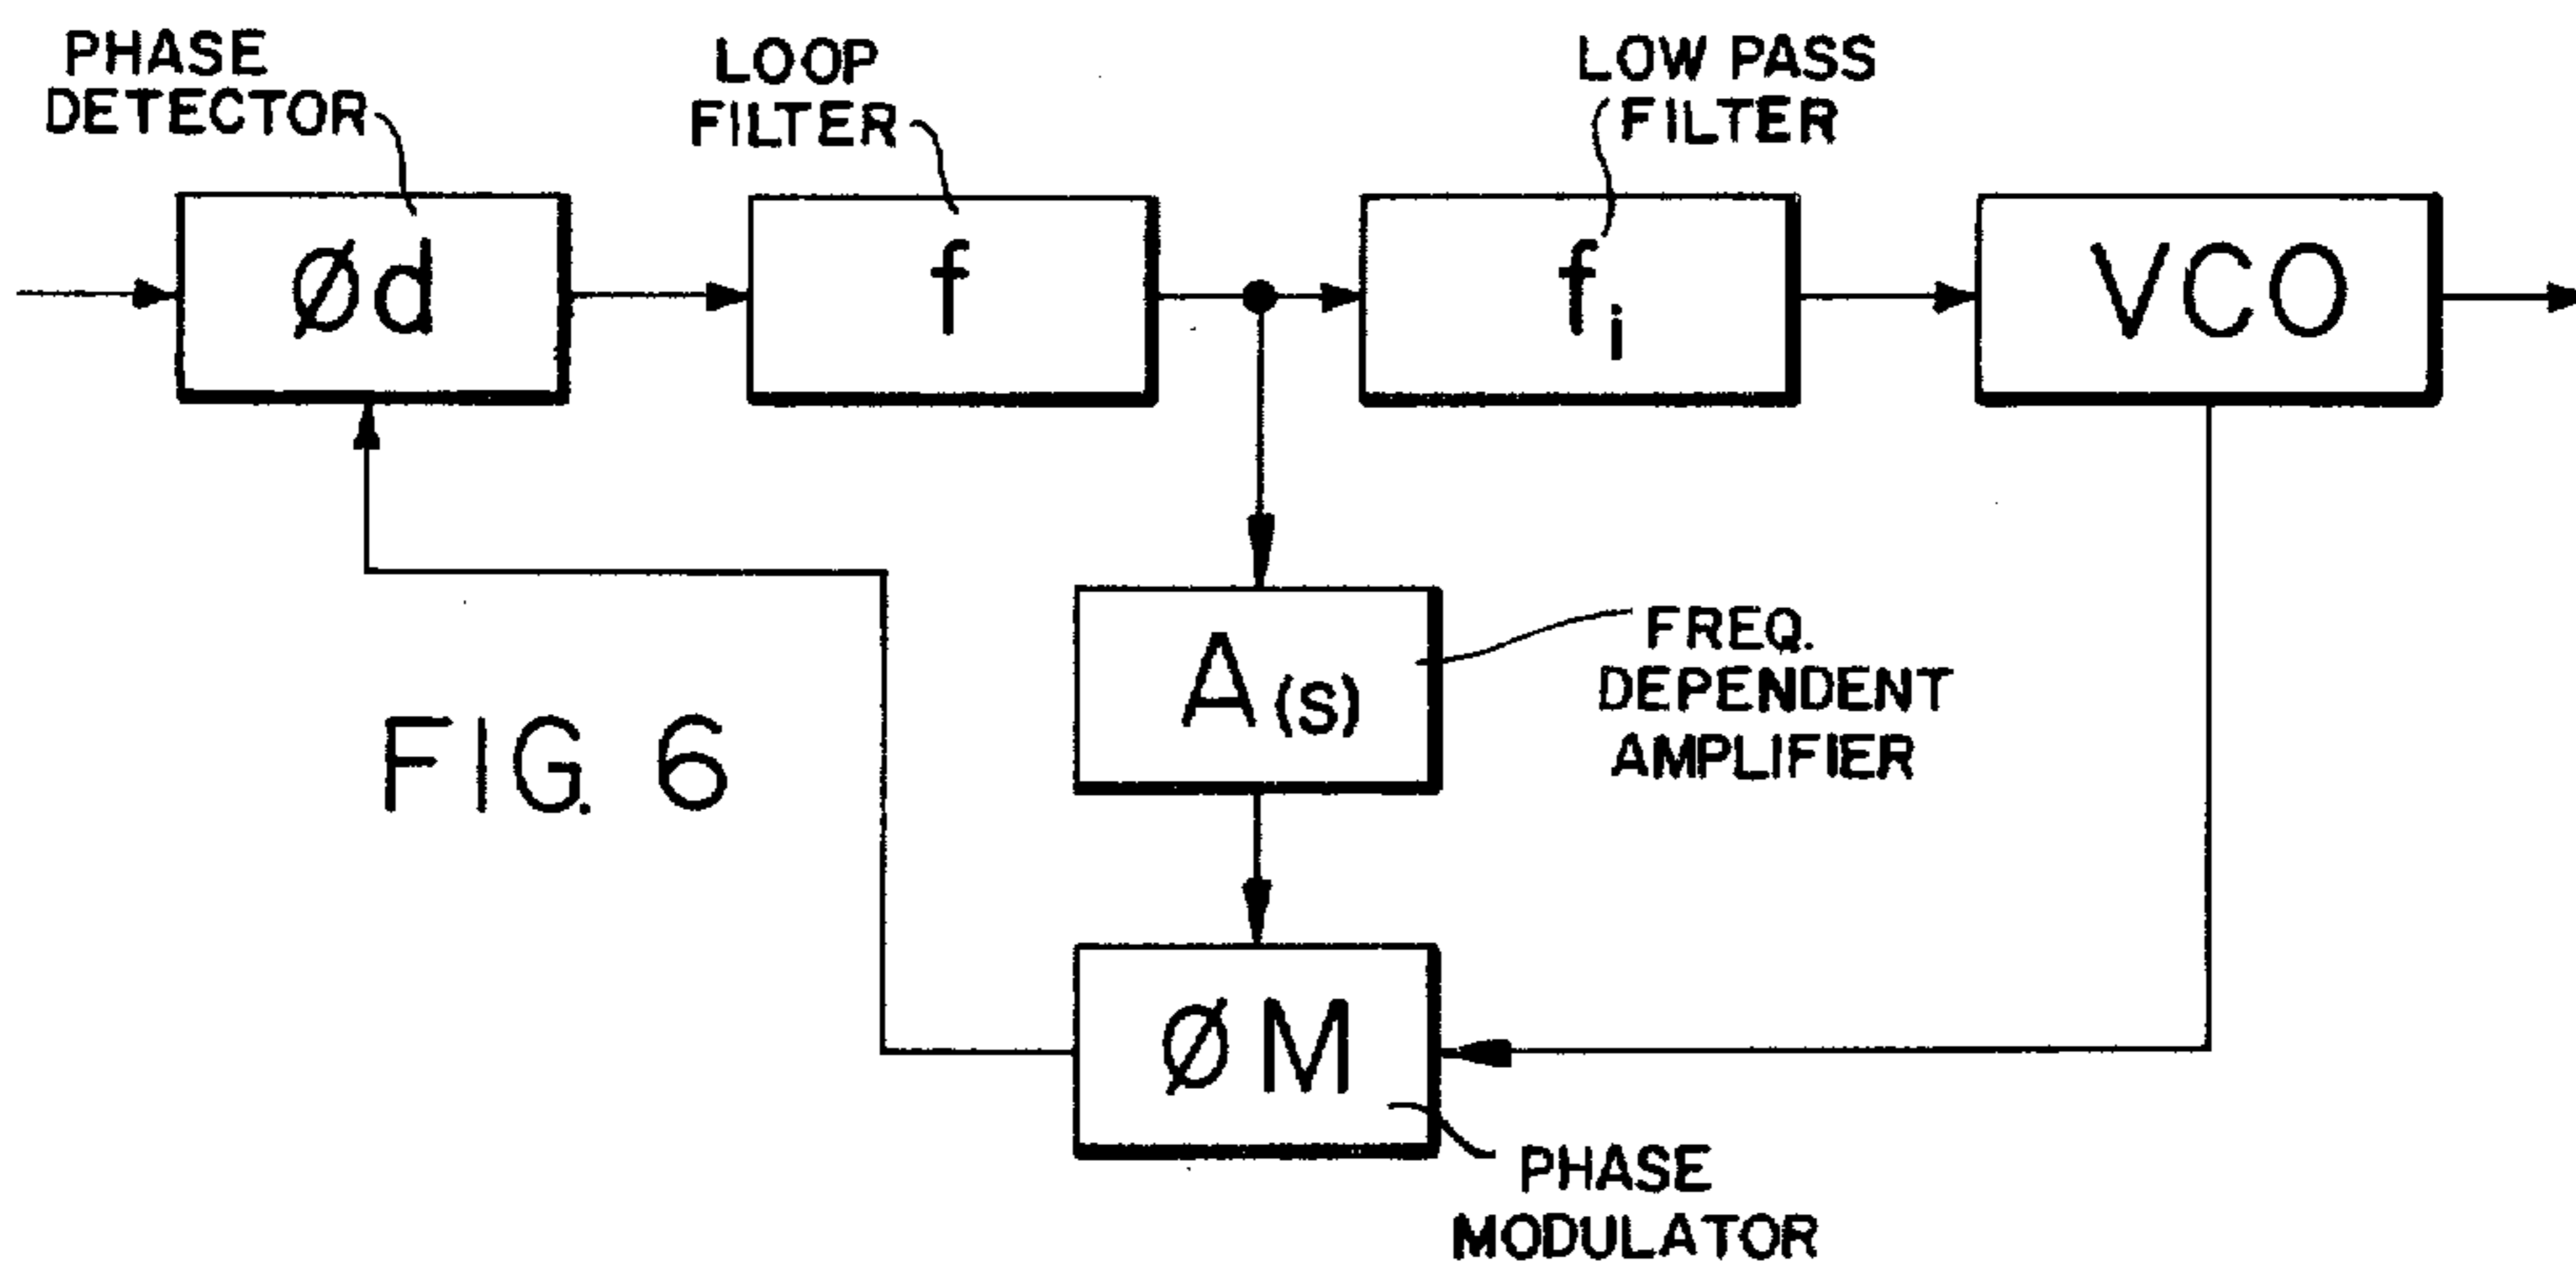 PHASE
DETECTOR
LOOP
FILTER
LOW PASS
FILTER
Ød
f
fi
VCO
A(S)
FREQ.
DEPENDENT
AMPLIFIER
FIG. 6
ØM
PHASE
MODULATOR